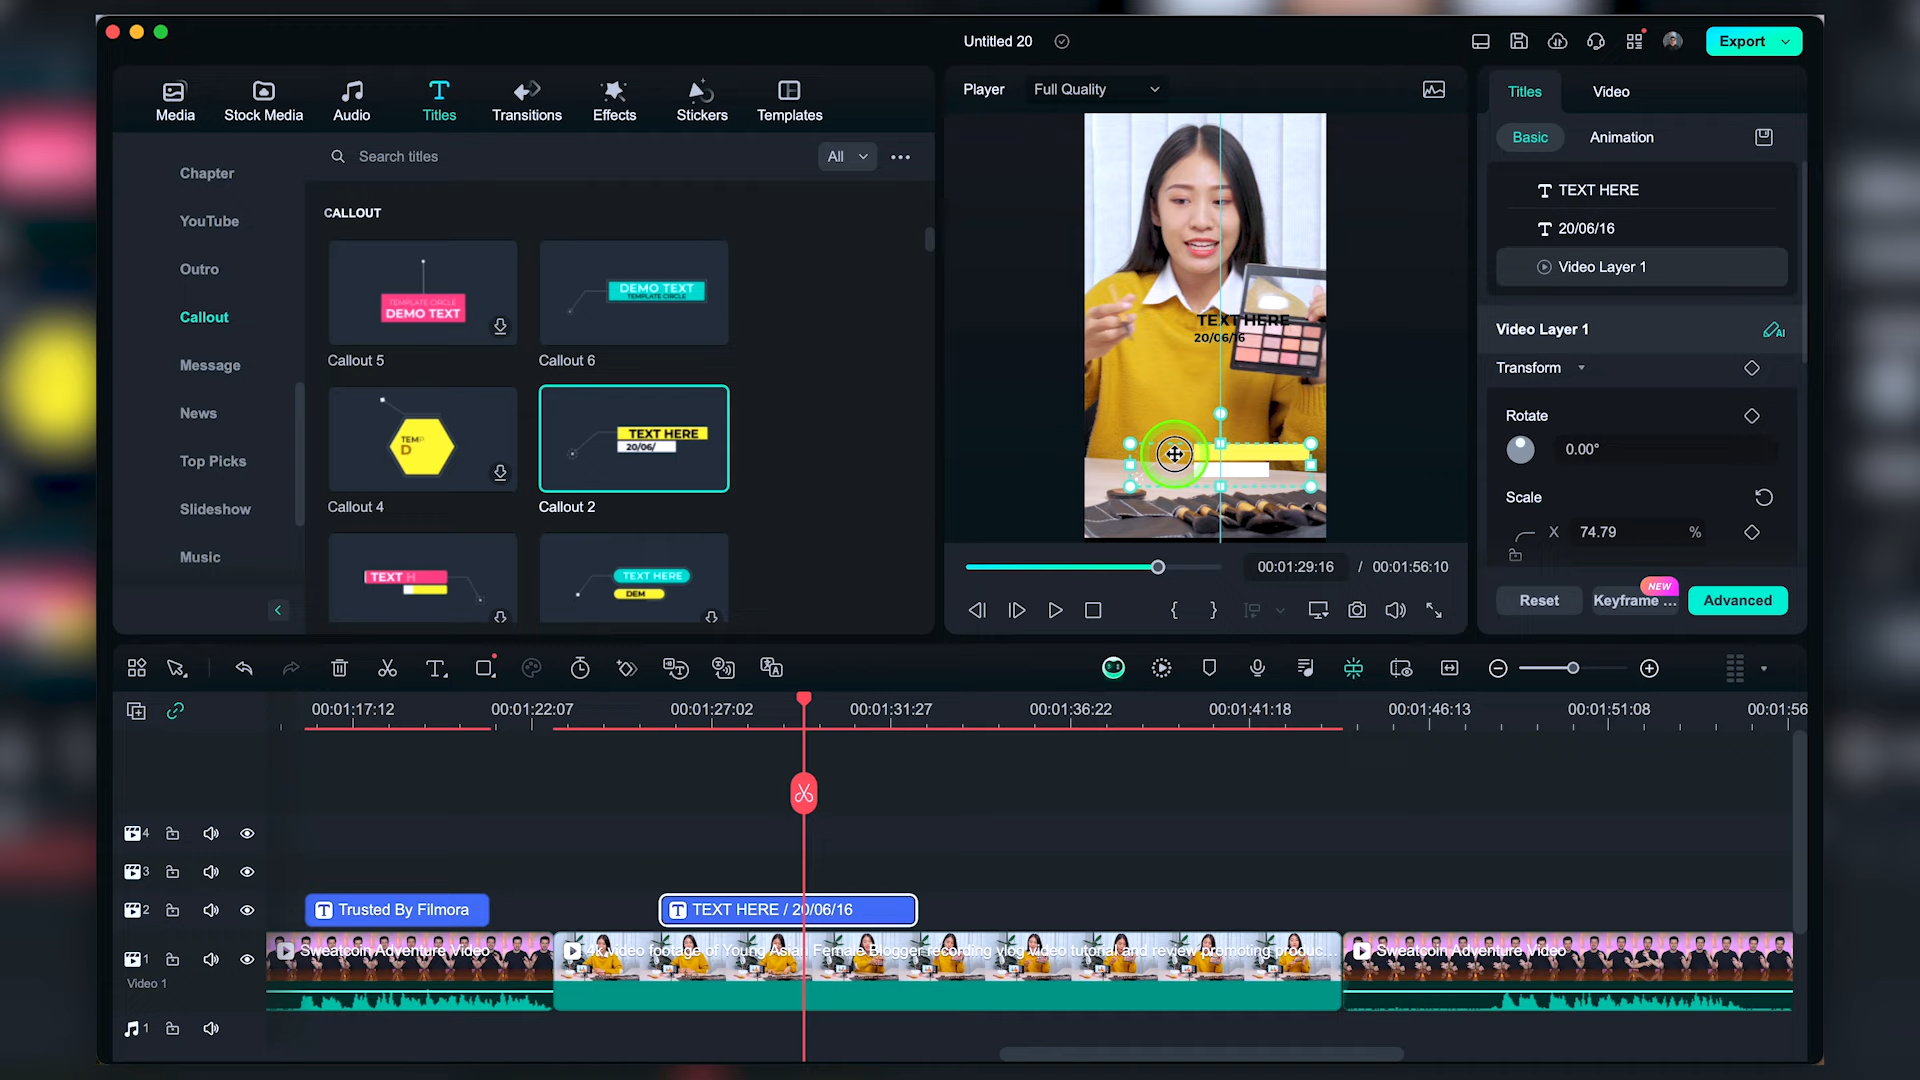 Untitled 20
Export
Media
Stock Media
Audio
Titles
Transitions
Effects
Stickers
Templates
Search titles
All
Chapter
YouTube
Outro
Callout
Message
News
Top Picks
Slideshow
Music
CALLOUT
TEMPLATE CIRCLE
DEMO TEXT
Callout 5
DEMO TEXT
TEMPLATE CIRCLE
Callout 6
TEMP
D
Callout 4
TEXT HERE
20/06/
Callout 2
TEXT H
TEXT HERE
DEM
Player
Full Quality
TEXT HERE
20/06/16
00:01:29:16 / 00:01:56:10
Titles
Video
Basic
Animation
TEXT HERE
20/06/16
Video Layer 1
Video Layer 1
AI
Transform
Rotate
0.00°
Scale
X 74.79 %
NEW
Reset
Keyframe ...
Advanced
00:01:17:12
00:01:22:07
00:01:27:02
00:01:31:27
00:01:36:22
00:01:41:18
00:01:46:13
00:01:51:08
00:01:56
4
3
2
Trusted By Filmora
TEXT HERE / 20/06/16
1
Video 1
Sweatcoin Adventure Video
4k video footage of Young Asian Female Blogger recording vlog video tutorial and review promoting produc...
Sweatcoin Adventure Video
1